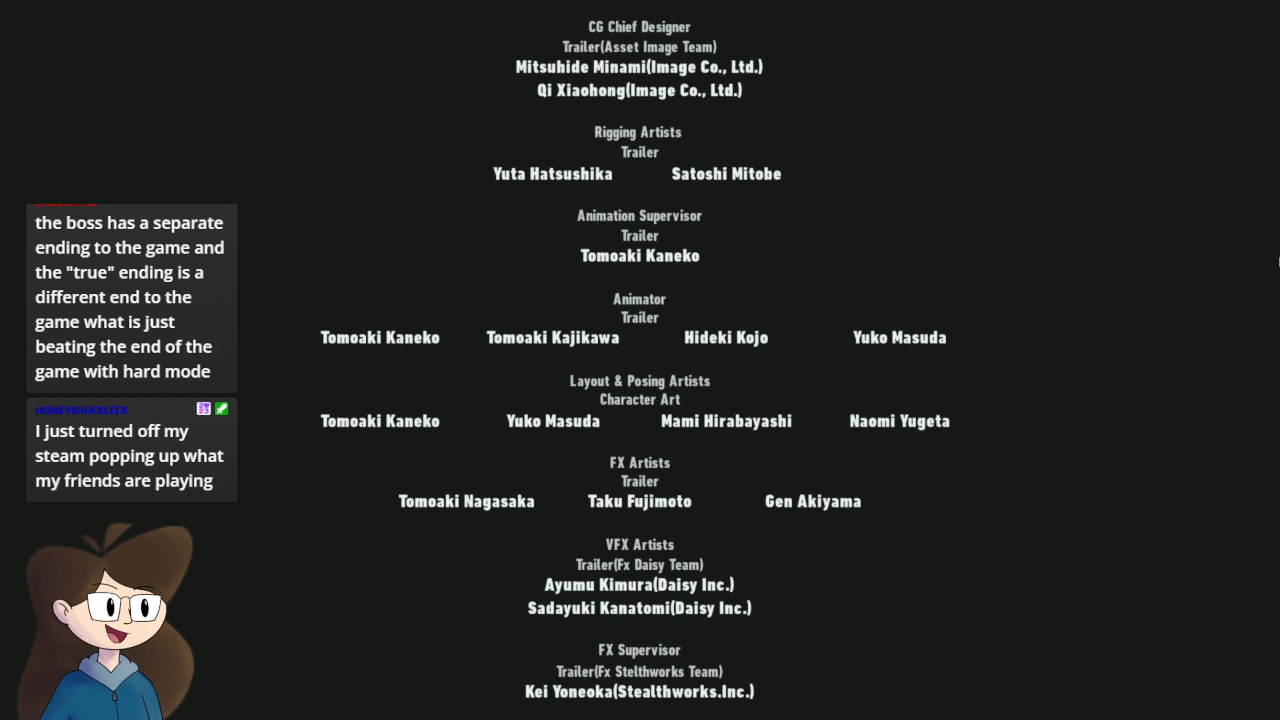 CG Chief Designer
Trailer(Asset Image Team)
Mitsuhide Minami(Image Co., Ltd.)
Qi Xiaohong(Image Co., Ltd.)
Rigging Artists
Trailer
Yuta Hatsushika Satoshi Mitobe
Animation Supervisor
Trailer
Tomoaki Kaneko
Animator
Trailer
Tomoaki Kaneko Tomoaki Kajikawa Hideki Kojo Yuko Masuda
Layout & Posing Artists
Character Art
Tomoaki Kaneko Yuko Masuda Mami Hirabayashi Naomi Yugeta
FX Artists
Trailer
Tomoaki Nagasaka Taku Fujimoto Gen Akiyama
VFX Artists
Trailer(Fx Daisy Team)
Ayumu Kimura(Daisy Inc.)
Sadayuki Kanatomi(Daisy Inc.)
FX Supervisor
Trailer(Fx Stelthworks Team)
Kei Yoneoka(Stealthworks.Inc.)
the boss has a separate
ending to the game and
the "true" ending is a
different end to the
game what is just
beating the end of the
game with hard mode
I just turned off my
steam popping up what
my friends are playing